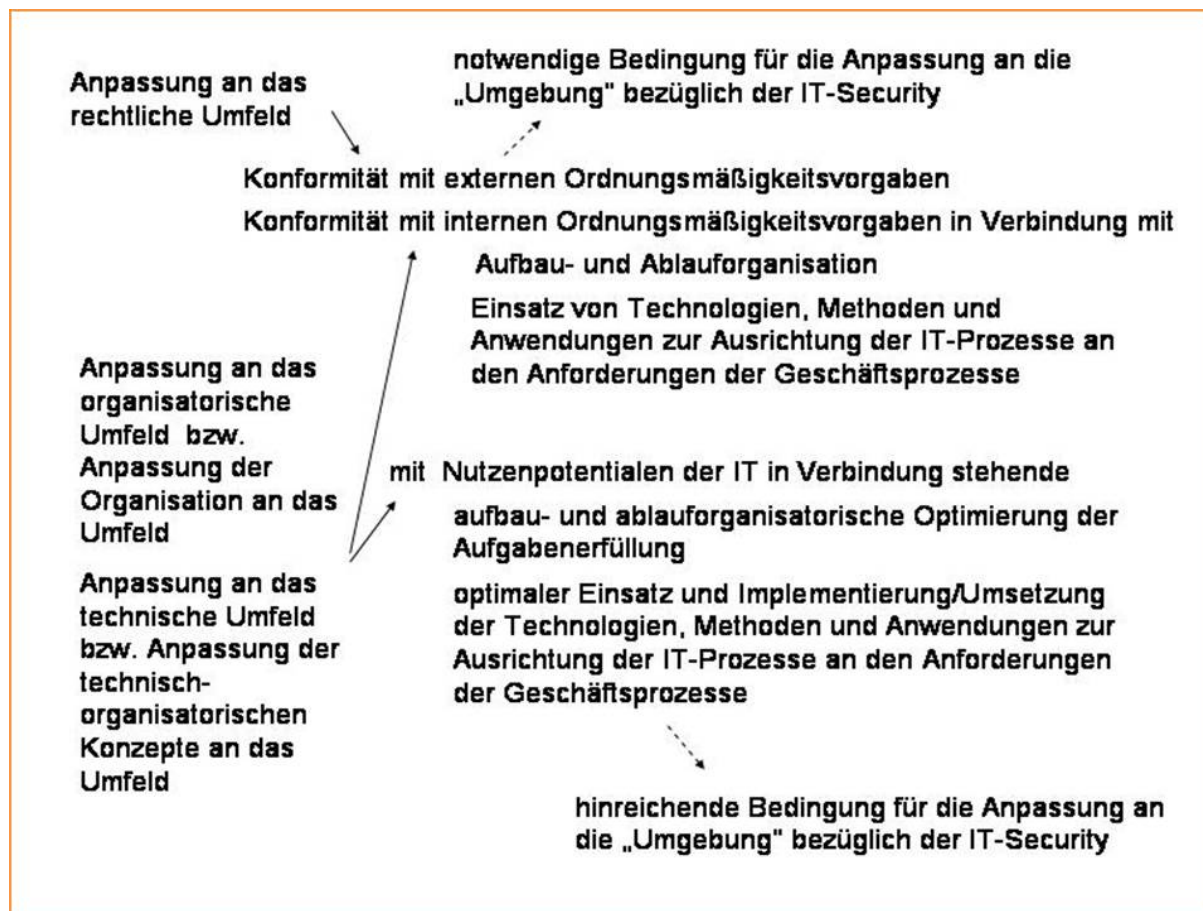 Anpassung an das
rechtliche Umfeld
notwendige Bedingung für die Anpassung an die
„Umgebung" bezüglich der IT-Security
Konformität mit externen Ordnungsmäßigkeitsvorgaben
Konformität mit internen Ordnungsmäßigkeitsvorgaben in Verbindung mit
Aufbau- und Ablauforganisation
Einsatz von Technologien, Methoden und
Anwendungen zur Ausrichtung der IT-Prozesse an
den Anforderungen der Geschäftsprozesse
Anpassung an das
organisatorische
Umfeld bzw.
Anpassung der
Organisation an das
Umfeld
mit Nutzenpotentialen der IT in Verbindung stehende
aufbau- und ablauforganisatorische Optimierung der
Aufgabenerfüllung
Anpassung an das
technische Umfeld
bzw. Anpassung der
technisch-
organisatorischen
Konzepte an das
Umfeld
optimaler Einsatz und Implementierung/Umsetzung
der Technologien, Methoden und Anwendungen zur
Ausrichtung der IT-Prozesse an den Anforderungen
der Geschäftsprozesse
hinreichende Bedingung für die Anpassung an
die „Umgebung" bezüglich der IT-Security